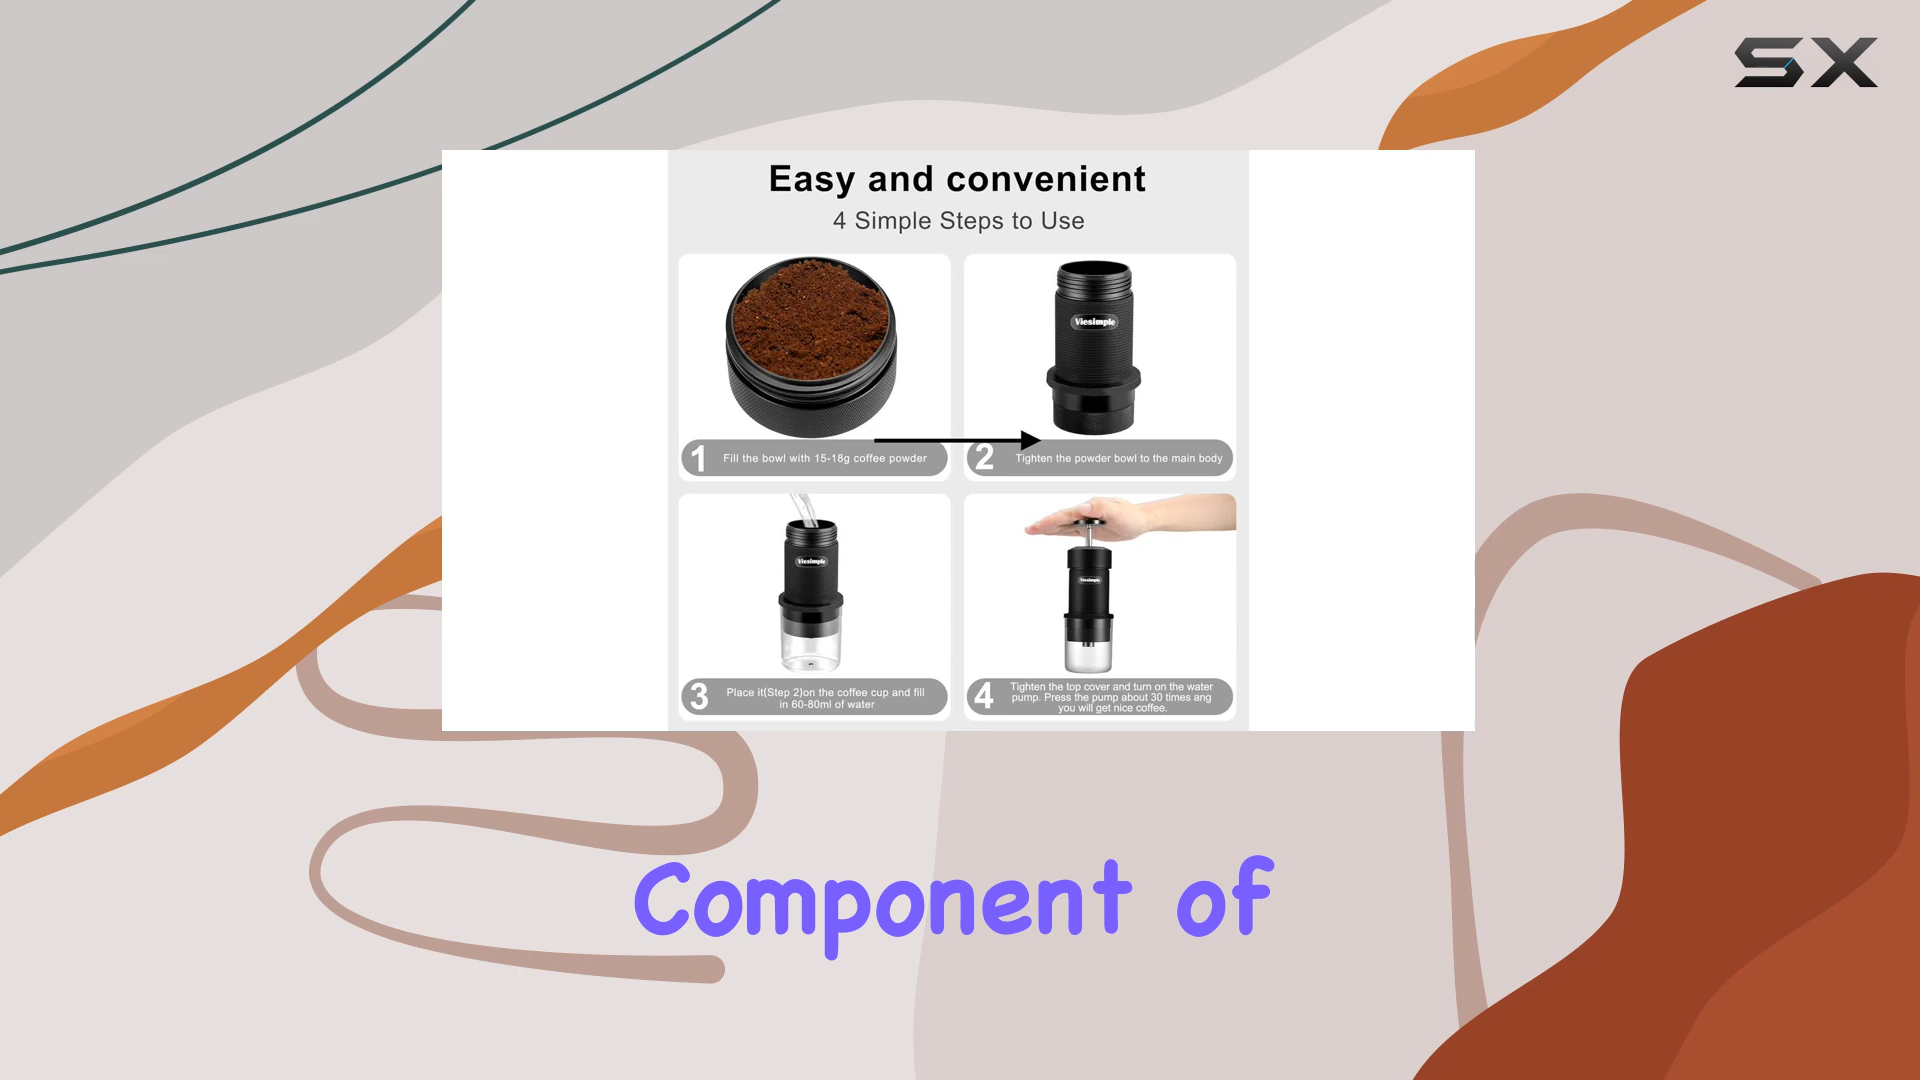 SX
Easy and convenient
4 Simple Steps to Use
Viesimple
1 Fill the bowl with 15-18g coffee powder
2 Tighten the powder bowl to the main body
Viesimple
Viesimple
3 Place it(Step 2)on the coffee cup and fill
in 60-80ml of water
4 Tighten the top cover and turn on the water
pump. Press the pump about 30 times ang
you will get nice coffee.
Component of